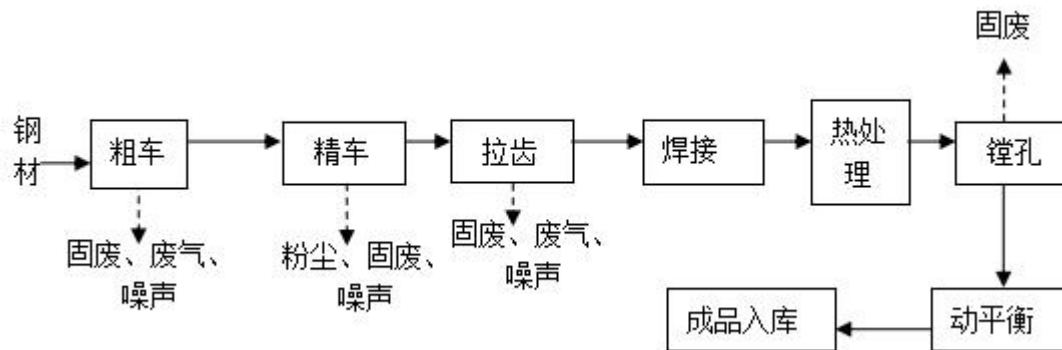 固废
钢
材
粗车
精车
拉齿
焊接
热处
理
镗孔
固废、废气、
噪声
粉尘、固废、
噪声
固废、废气、
噪声
成品入库
动平衡